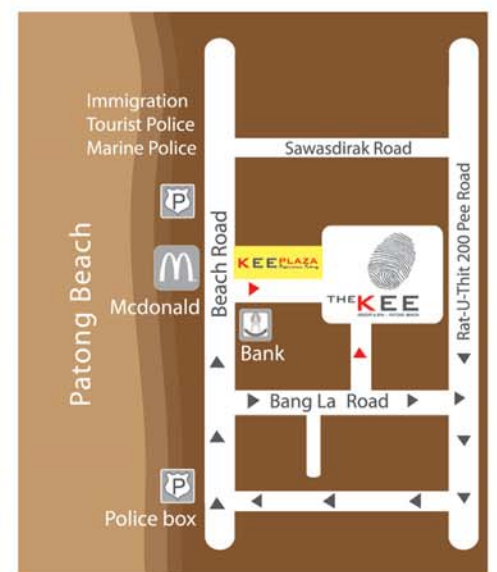 Immigration
Tourist Police
Marine Police
P
Sawasdirak Road
Patong Beach
Beach Road
Rat-U-Thit 200 Pee Road
KEE PLAZA
THE KEE
Mcdonald
Bank
Bang La Road
P
Police box